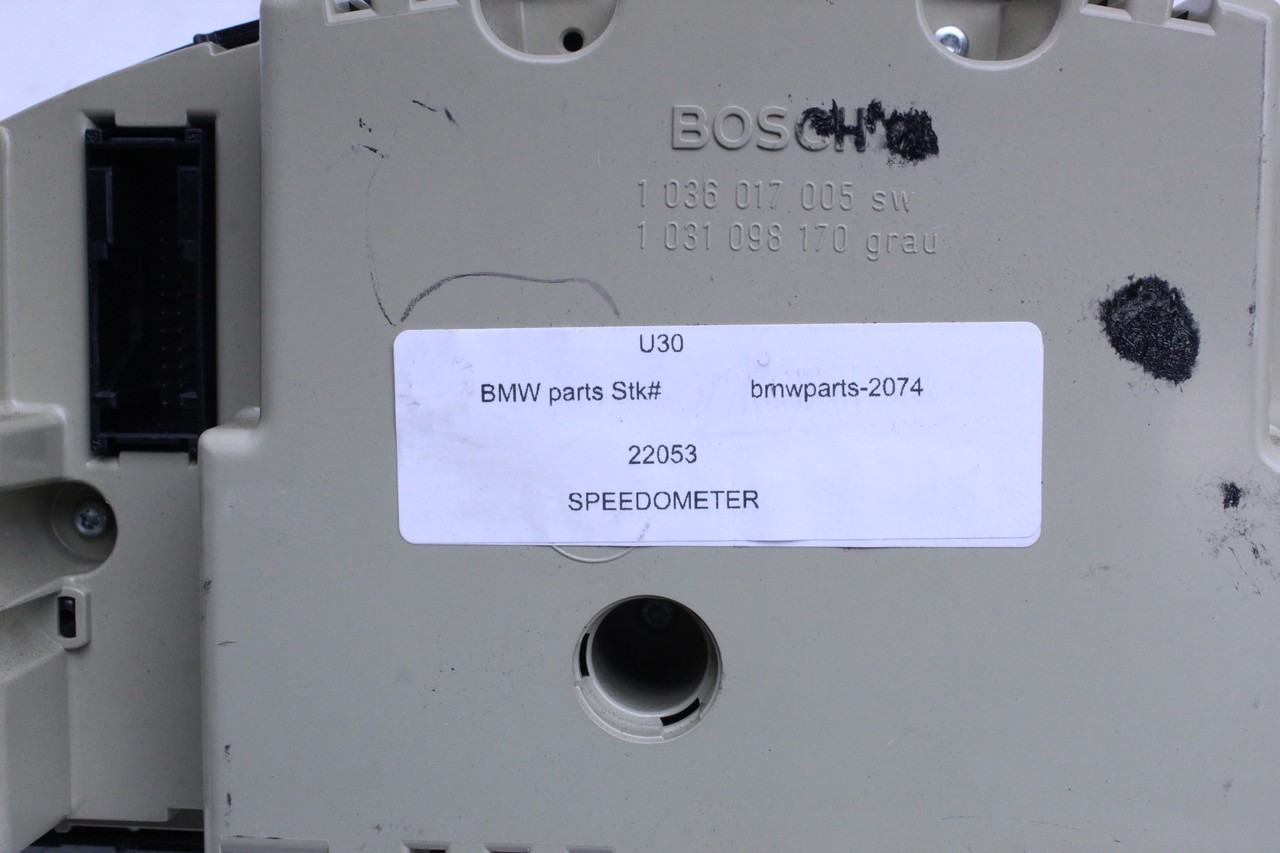 BOSCH
1 036 017 005 sw
1 031 098 170 grau
U30
BMW parts Stk# bmwparts-2074
22053
SPEEDOMETER